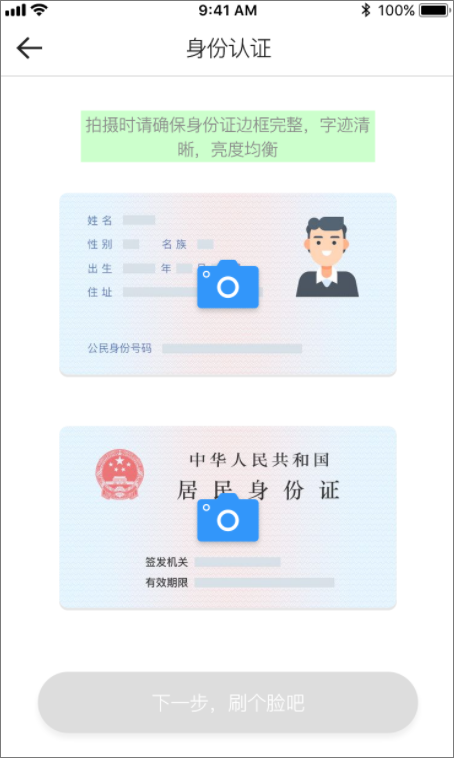 9:41 AM
100%
身份认证
拍摄时请确保身份证边框完整，字迹清
晰，亮度均衡
姓 名
性 别 名 族
出 生 年
住 址
公民身份号码
中华人民共和国
居民身份证
签发机关
有效期限
下一步，刷个脸吧